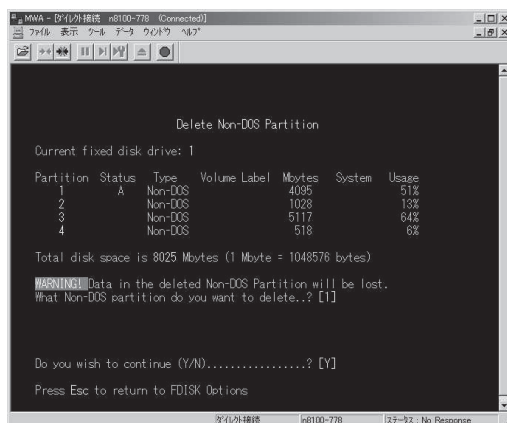 MWA - [ﾀﾞｲﾚｸﾄ接続 n8100-778 (Connected)]
ﾌｧｲﾙ 表示 ﾂｰﾙ ﾃﾞｰﾀ ｳｨﾝﾄﾞｳ ﾍﾙﾌﾟ
Delete Non-DOS Partition
Current fixed disk drive: 1
Partition Status Type Volume Label Mbytes System Usage
1 A Non-DOS 4095 51%
2 Non-DOS 1028 13%
3 Non-DOS 5117 64%
4 Non-DOS 518 6%
Total disk space is 8025 Mbytes (1 Mbyte = 1048576 bytes)
WARNING! Data in the deleted Non-DOS Partition will be lost.
What Non-DOS partition do you want to delete..? [1]
Do you wish to continue (Y/N).................? [Y]
Press Esc to return to FDISK Options
ﾀﾞｲﾚｸﾄ接続 n8100-778 ｽﾃｰﾀｽ : No Response